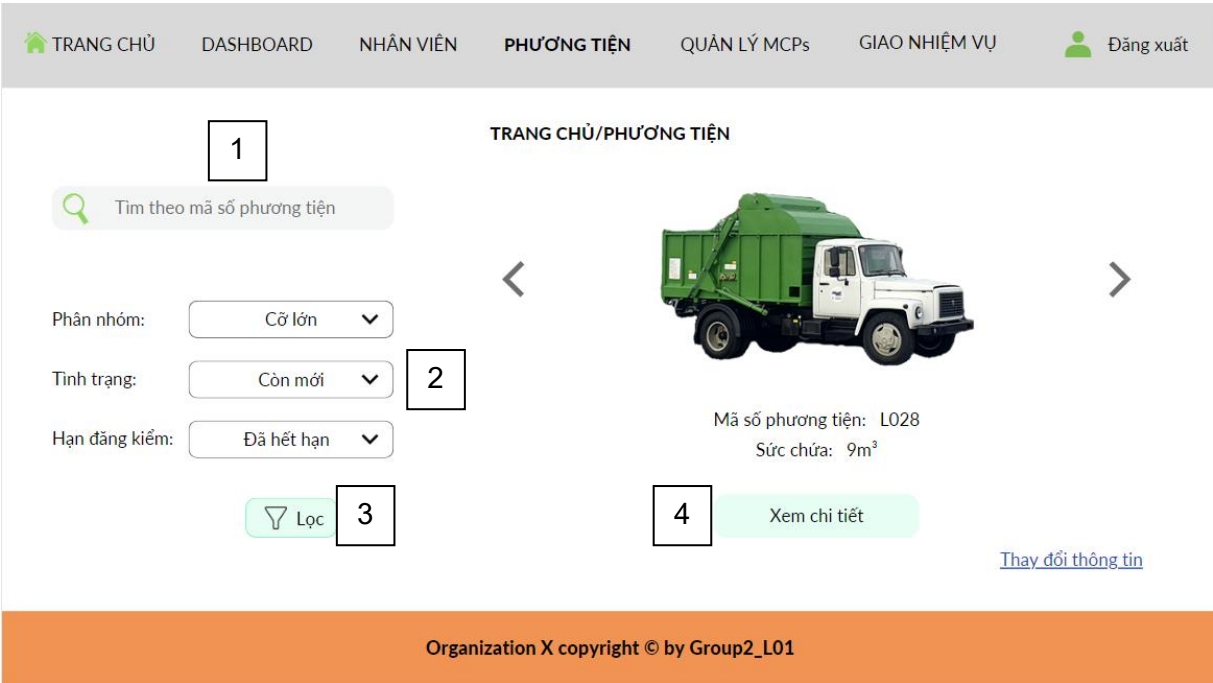 TRANG CHỦ DASHBOARD NHÂN VIÊN PHƯƠNG TIỆN QUẢN LÝ MCPs GIAO NHIỆM VỤ Đăng xuất
TRANG CHỦ/PHƯƠNG TIỆN
1
Tìm theo mã số phương tiện
Phân nhóm: Cỡ lớn
Tình trạng: Còn mới
2
Hạn đăng kiểm: Đã hết hạn
Lọc
3
Mã số phương tiện: L028
Sức chứa: 9m³
4
Xem chi tiết
Thay đổi thông tin
Organization X copyright © by Group2_L01